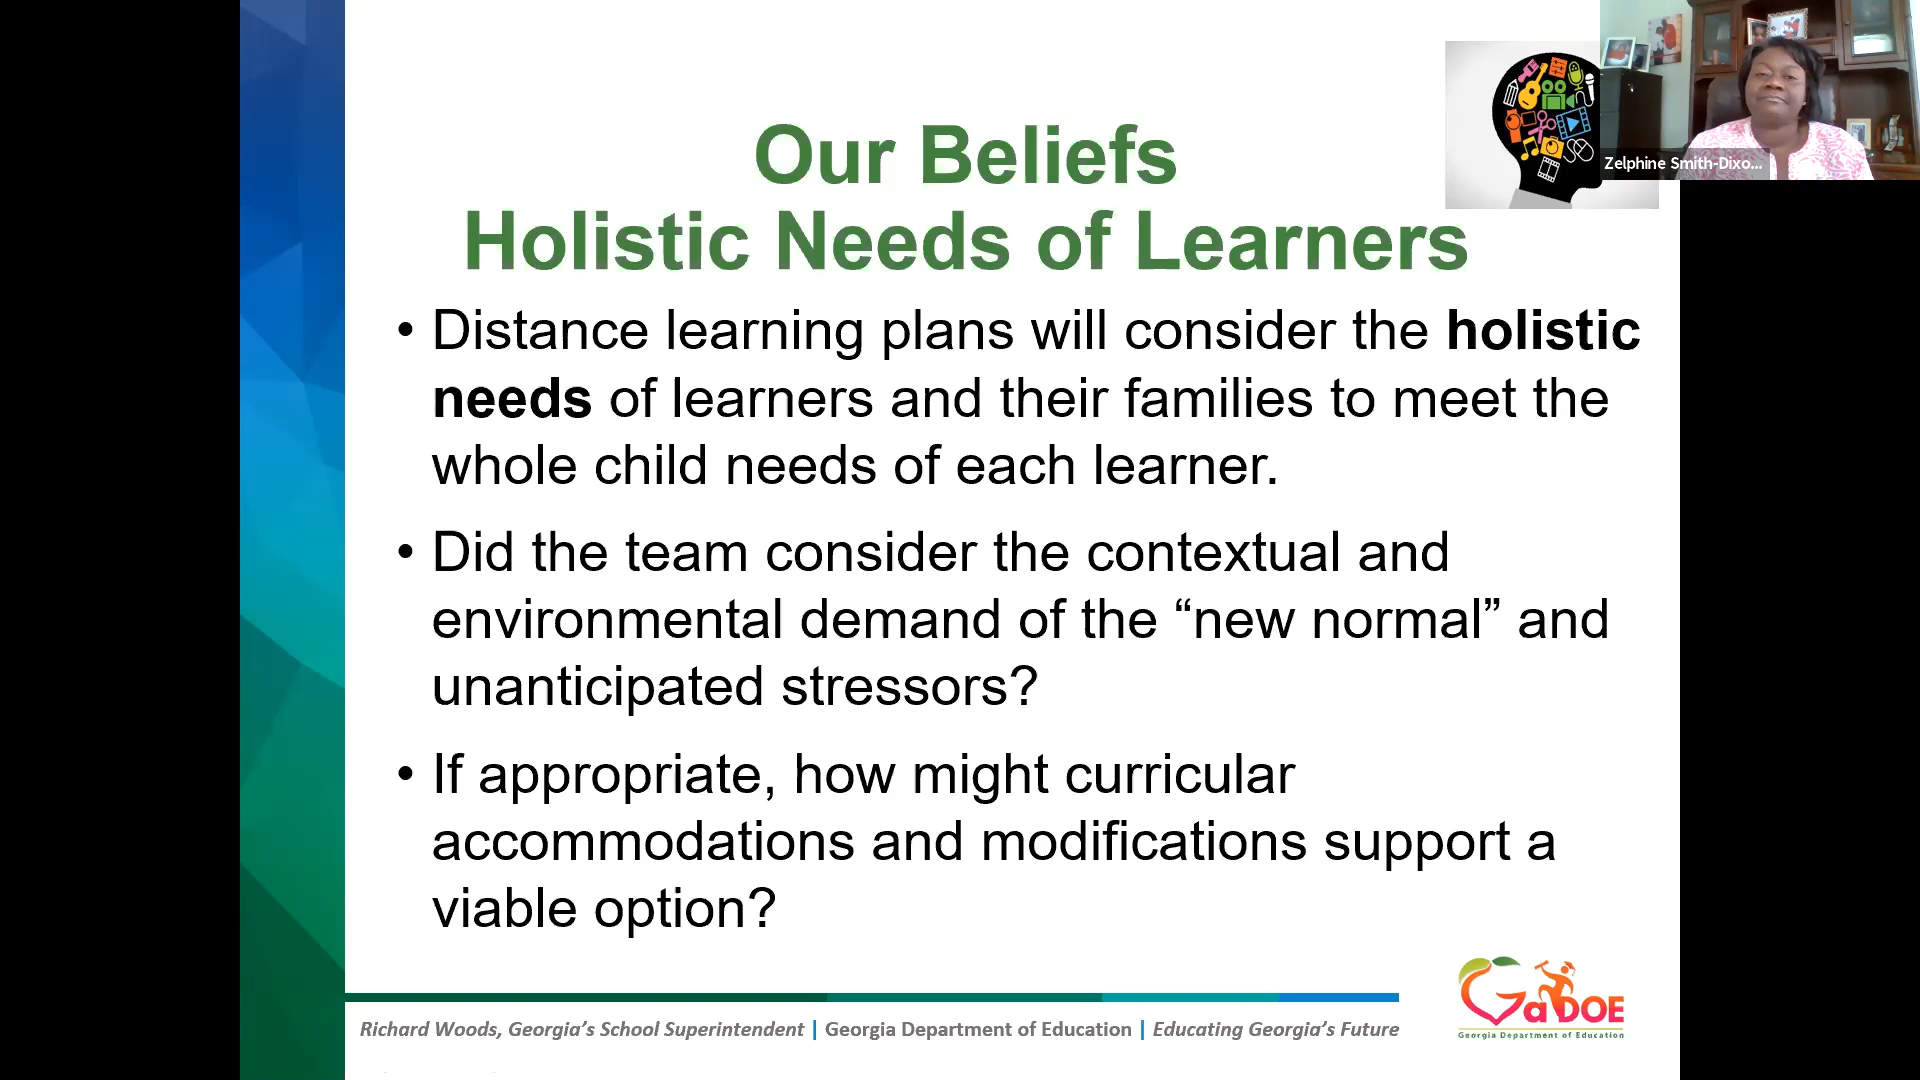 Our Beliefs
Holistic Needs of Learners
• Distance learning plans will consider the holistic
needs of learners and their families to meet the
whole child needs of each learner.
• Did the team consider the contextual and
environmental demand of the “new normal” and
unanticipated stressors?
• If appropriate, how might curricular
accommodations and modifications support a
viable option?
Zelphine Smith-Dixo...
Richard Woods, Georgia’s School Superintendent | Georgia Department of Education | Educating Georgia’s Future
GaDOE
Georgia Department of Education